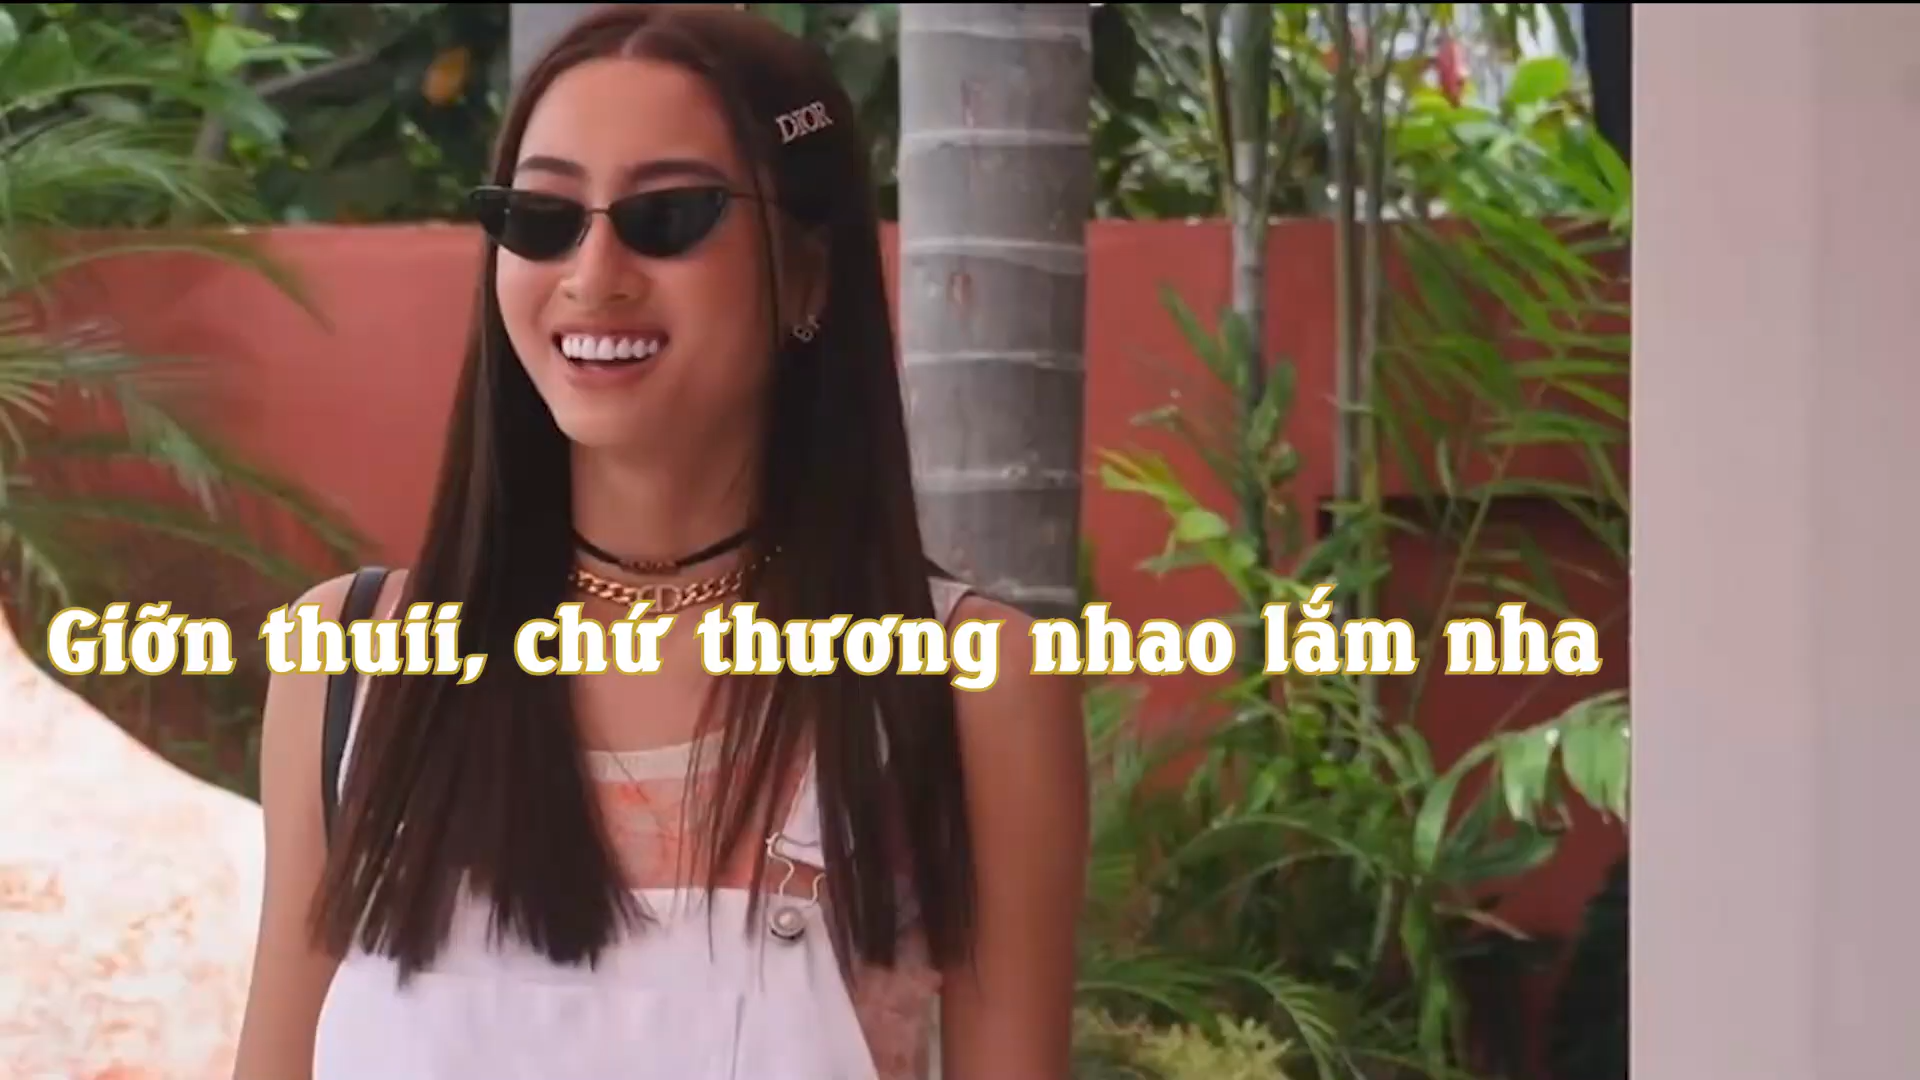 DIOR
Giỡn thuii, chứ thương nhao lắm nha